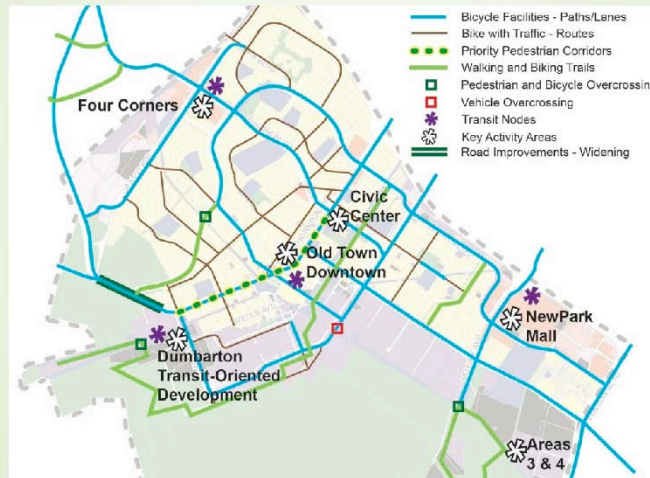 Bicycle Facilities - Paths/Lanes
Bike with Traffic - Routes
Priority Pedestrian Corridors
Walking and Biking Trails
Pedestrian and Bicycle Overcrossing
Vehicle Overcrossing
Transit Nodes
Key Activity Areas
Road Improvements - Widening
Four Corners
Civic
Center
Old Town
Downtown
NewPark
Mall
Dumbarton
Transit-Oriented
Development
Areas
3 & 4